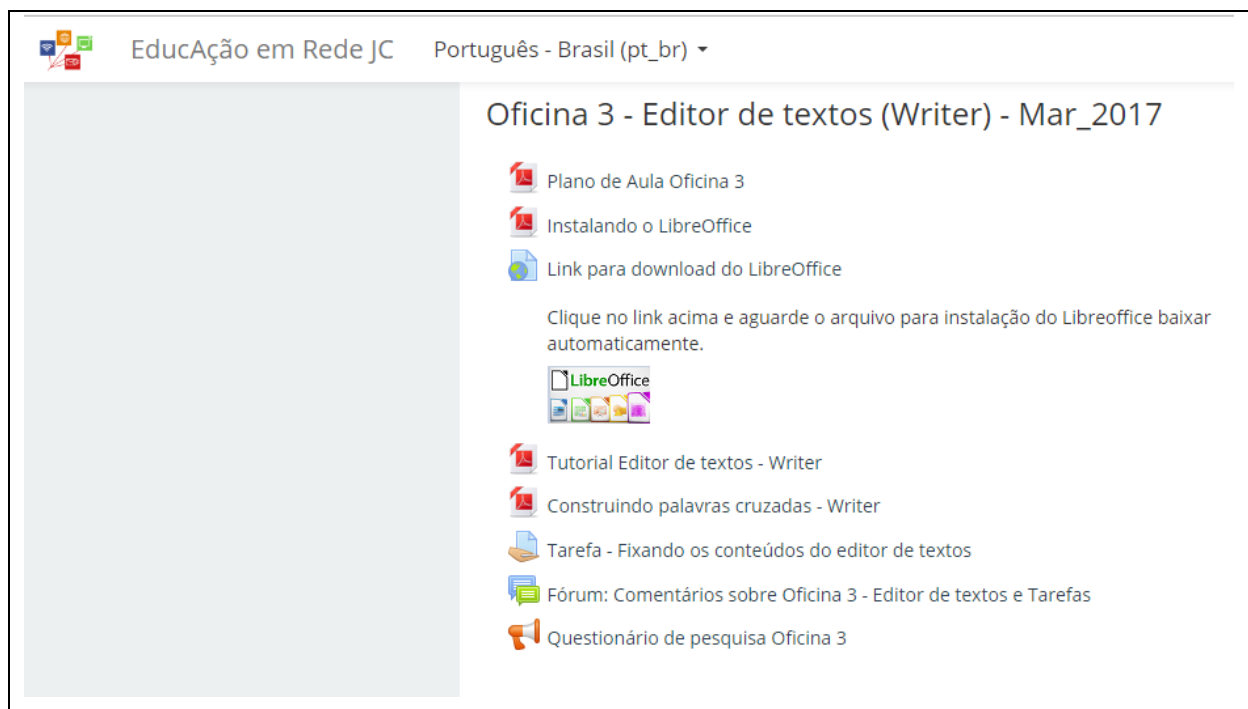 EducAção em Rede JC Português - Brasil (pt_br)
Oficina 3 - Editor de textos (Writer) - Mar_2017
Plano de Aula Oficina 3
Instalando o LibreOffice
Link para download do LibreOffice
Clique no link acima e aguarde o arquivo para instalação do Libreoffice baixar
automaticamente.
LibreOffice
Tutorial Editor de textos - Writer
Construindo palavras cruzadas - Writer
Tarefa - Fixando os conteúdos do editor de textos
Fórum: Comentários sobre Oficina 3 - Editor de textos e Tarefas
Questionário de pesquisa Oficina 3